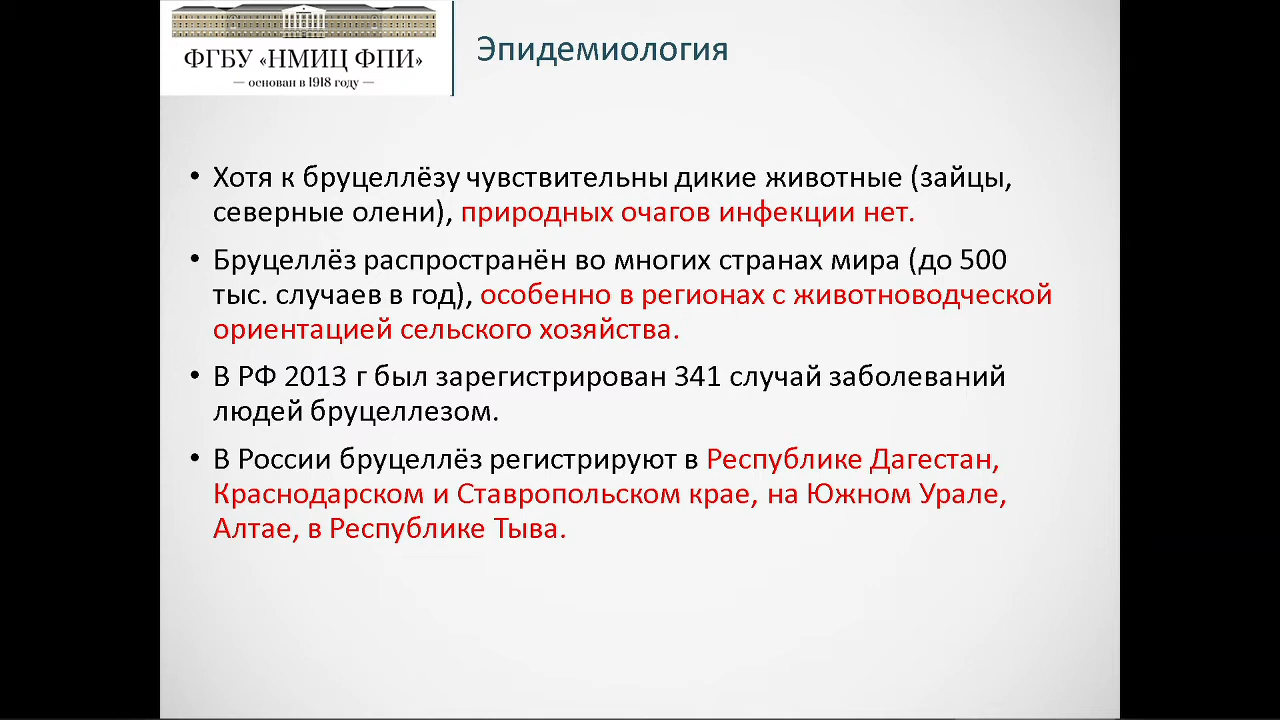 ФГБУ «НМИЦ ФПИ»
— основан в 1918 году —
Эпидемиология
• Хотя к бруцеллёзу чувствительны дикие животные (зайцы,
северные олени), природных очагов инфекции нет.
• Бруцеллёз распространён во многих странах мира (до 500
тыс. случаев в год), особенно в регионах с животноводческой
ориентацией сельского хозяйства.
• В РФ 2013 г был зарегистрирован 341 случай заболеваний
людей бруцеллезом.
• В России бруцеллёз регистрируют в Республике Дагестан,
Краснодарском и Ставропольском крае, на Южном Урале,
Алтае, в Республике Тыва.